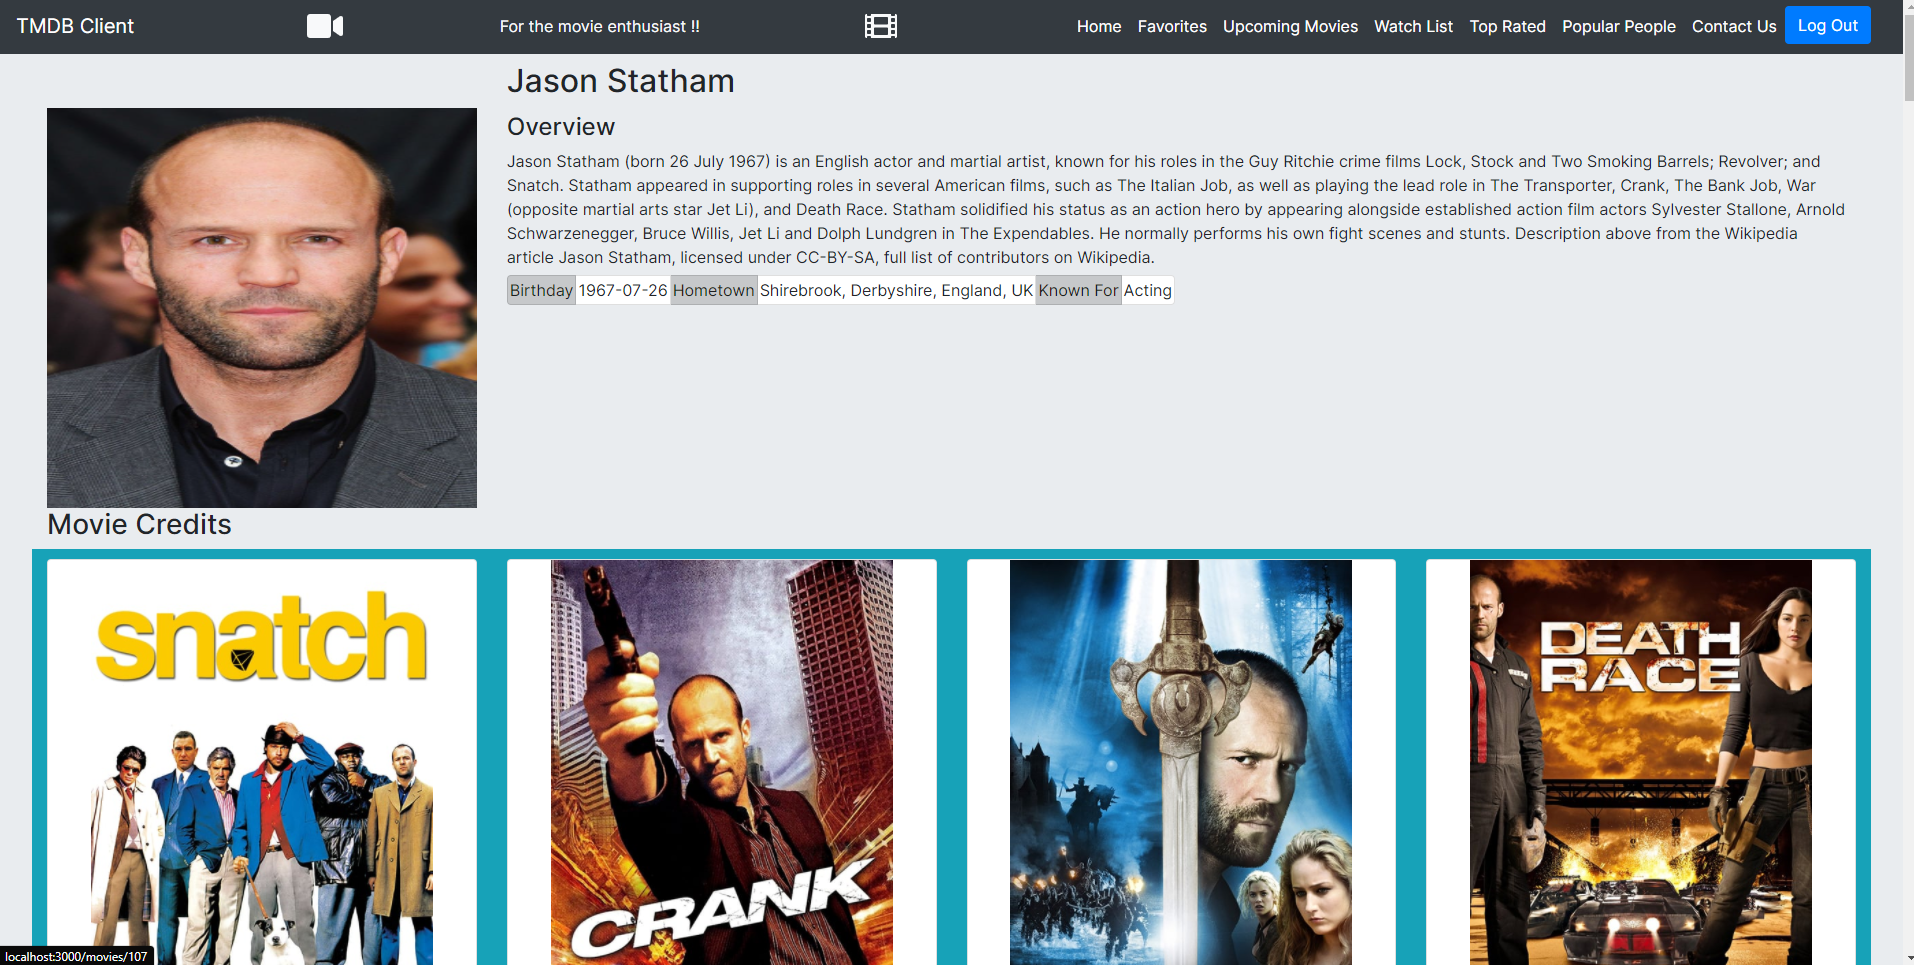 TMDB Client
For the movie enthusiast !!
Home Favorites Upcoming Movies Watch List Top Rated Popular People Contact Us Log Out
Jason Statham
Overview
Jason Statham (born 26 July 1967) is an English actor and martial artist, known for his roles in the Guy Ritchie crime films Lock, Stock and Two Smoking Barrels; Revolver; and
Snatch. Statham appeared in supporting roles in several American films, such as The Italian Job, as well as playing the lead role in The Transporter, Crank, The Bank Job, War
(opposite martial arts star Jet Li), and Death Race. Statham solidified his status as an action hero by appearing alongside established action film actors Sylvester Stallone, Arnold
Schwarzenegger, Bruce Willis, Jet Li and Dolph Lundgren in The Expendables. He normally performs his own fight scenes and stunts. Description above from the Wikipedia
article Jason Statham, licensed under CC-BY-SA, full list of contributors on Wikipedia.
Birthday 1967-07-26 Hometown Shirebrook, Derbyshire, England, UK Known For Acting
Movie Credits
snatch
CRANK
DEATH
RACE
localhost:3000/movies/107